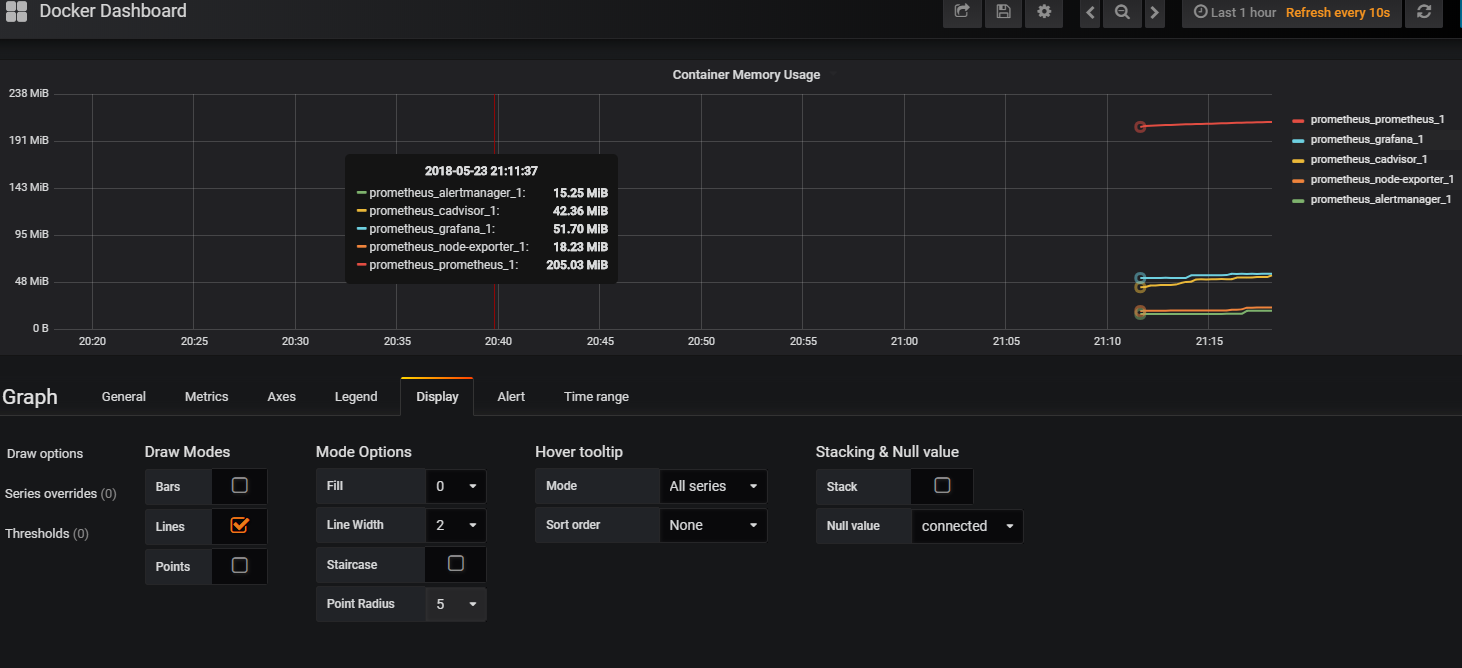 Docker Dashboard
Last 1 hour Refresh every 10s
Container Memory Usage
238 MiB
191 MiB
143 MiB
95 MiB
48 MiB
0 B
20:20 20:25 20:30 20:35 20:40 20:45 20:50 20:55 21:00 21:05 21:10 21:15
2018-05-23 21:11:37
prometheus_alertmanager_1: 15.25 MiB
prometheus_cadvisor_1: 42.36 MiB
prometheus_grafana_1: 51.70 MiB
prometheus_node-exporter_1: 18.23 MiB
prometheus_prometheus_1: 205.03 MiB
prometheus_prometheus_1
prometheus_grafana_1
prometheus_cadvisor_1
prometheus_node-exporter_1
prometheus_alertmanager_1
Graph General Metrics Axes Legend Display Alert Time range
Draw options
Series overrides (0)
Thresholds (0)
Draw Modes
Bars
Lines
Points
Mode Options
Fill 0
Line Width 2
Staircase
Point Radius 5
Hover tooltip
Mode All series
Sort order None
Stacking & Null value
Stack
Null value connected